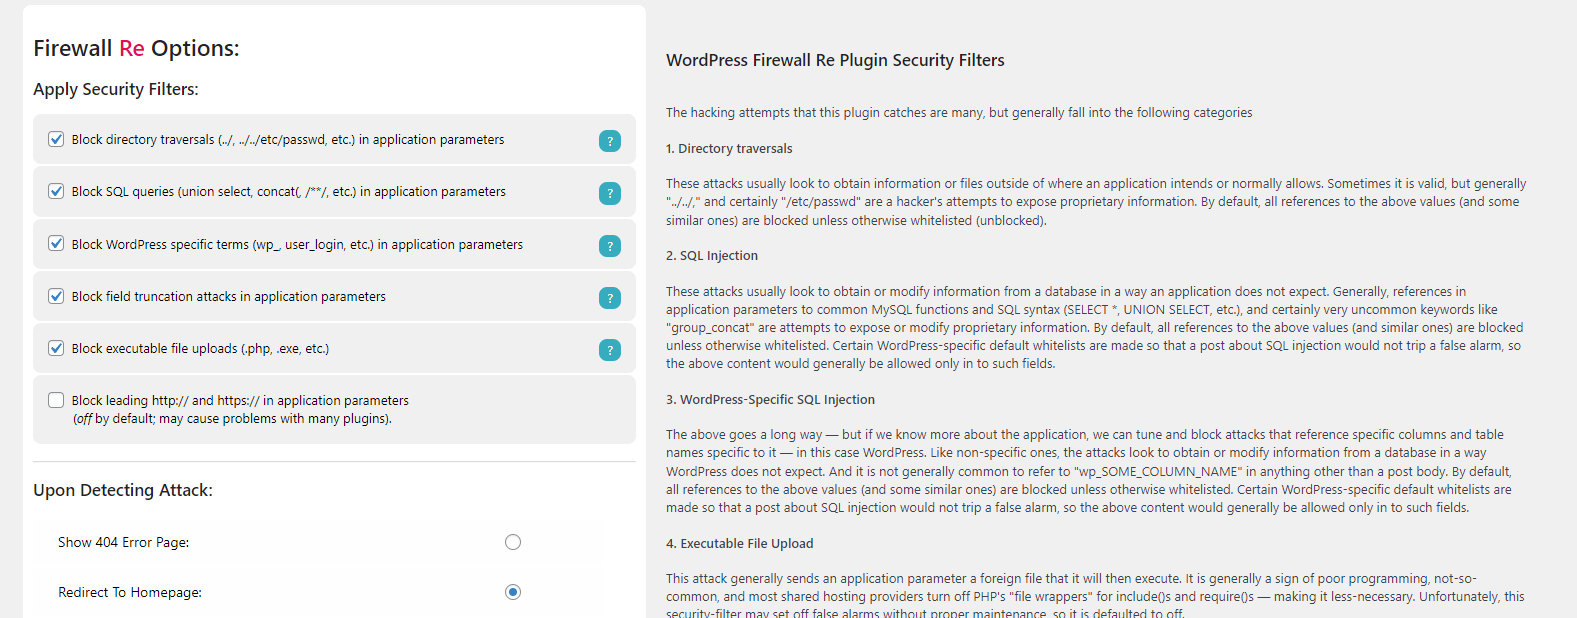 Firewall Re Options:
Apply Security Filters:
Block directory traversals (../, ../../etc/passwd, etc.) in application parameters
?
Block SQL queries (union select, concat(, /**/, etc.) in application parameters
?
Block WordPress specific terms (wp_, user_login, etc.) in application parameters
?
Block field truncation attacks in application parameters
?
Block executable file uploads (.php, .exe, etc.)
?
Block leading http:// and https:// in application parameters
(off by default; may cause problems with many plugins).
Upon Detecting Attack:
Show 404 Error Page:
Redirect To Homepage:
WordPress Firewall Re Plugin Security Filters
The hacking attempts that this plugin catches are many, but generally fall into the following categories
1. Directory traversals
These attacks usually look to obtain information or files outside of where an application intends or normally allows. Sometimes it is valid, but generally
"../../," and certainly "/etc/passwd" are a hacker's attempts to expose proprietary information. By default, all references to the above values (and some
similar ones) are blocked unless otherwise whitelisted (unblocked).
2. SQL Injection
These attacks usually look to obtain or modify information from a database in a way an application does not expect. Generally, references in
application parameters to common MySQL functions and SQL syntax (SELECT *, UNION SELECT, etc.), and certainly very uncommon keywords like
"group_concat" are attempts to expose or modify proprietary information. By default, all references to the above values (and similar ones) are blocked
unless otherwise whitelisted. Certain WordPress-specific default whitelists are made so that a post about SQL injection would not trip a false alarm, so
the above content would generally be allowed only in to such fields.
3. WordPress-Specific SQL Injection
The above goes a long way — but if we know more about the application, we can tune and block attacks that reference specific columns and table
names specific to it — in this case WordPress. Like non-specific ones, the attacks look to obtain or modify information from a database in a way
WordPress does not expect. And it is not generally common to refer to "wp_SOME_COLUMN_NAME" in anything other than a post body. By default,
all references to the above values (and some similar ones) are blocked unless otherwise whitelisted. Certain WordPress-specific default whitelists are
made so that a post about SQL injection would not trip a false alarm, so the above content would generally be allowed only in to such fields.
4. Executable File Upload
This attack generally sends an application parameter a foreign file that it will then execute. It is generally a sign of poor programming, not-so-
common, and most shared hosting providers turn off PHP's "file wrappers" for include()s and require()s — making it less-necessary. Unfortunately, this
security-filter may set off false alarms without proper maintenance, so it is defaulted to off.